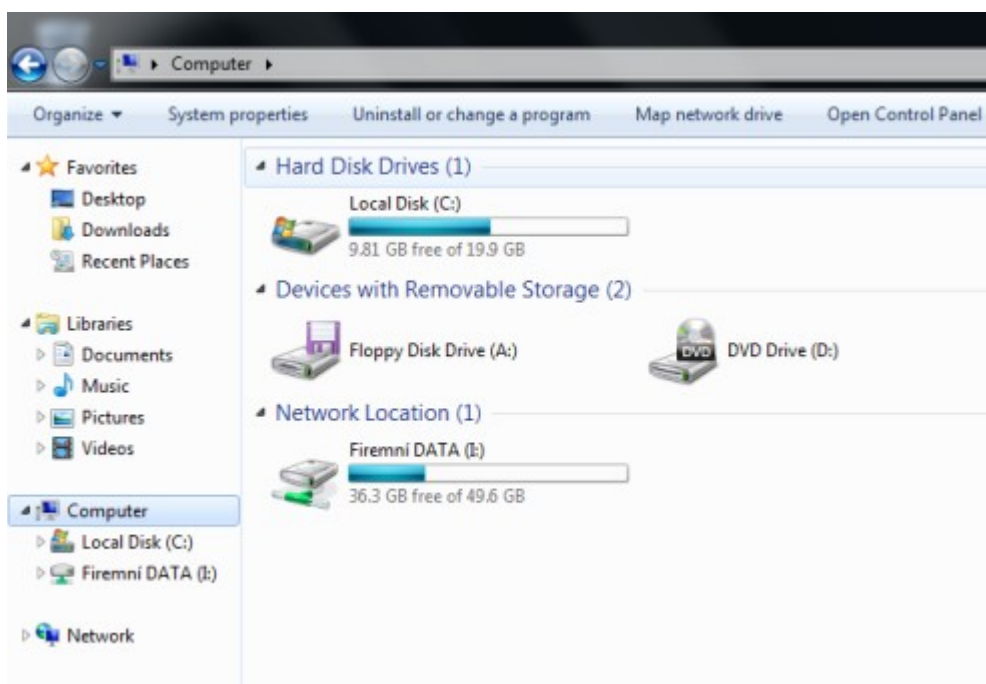 Computer
Organize System properties Uninstall or change a program Map network drive Open Control Panel
Favorites
Desktop
Downloads
Recent Places
Libraries
Documents
Music
Pictures
Videos
Computer
Local Disk (C:)
Firemní DATA (I:)
Network
Hard Disk Drives (1)
Local Disk (C:)
9.81 GB free of 19.9 GB
Devices with Removable Storage (2)
Floppy Disk Drive (A:)
DVD
DVD Drive (D:)
Network Location (1)
Firemní DATA (I:)
36.3 GB free of 49.6 GB